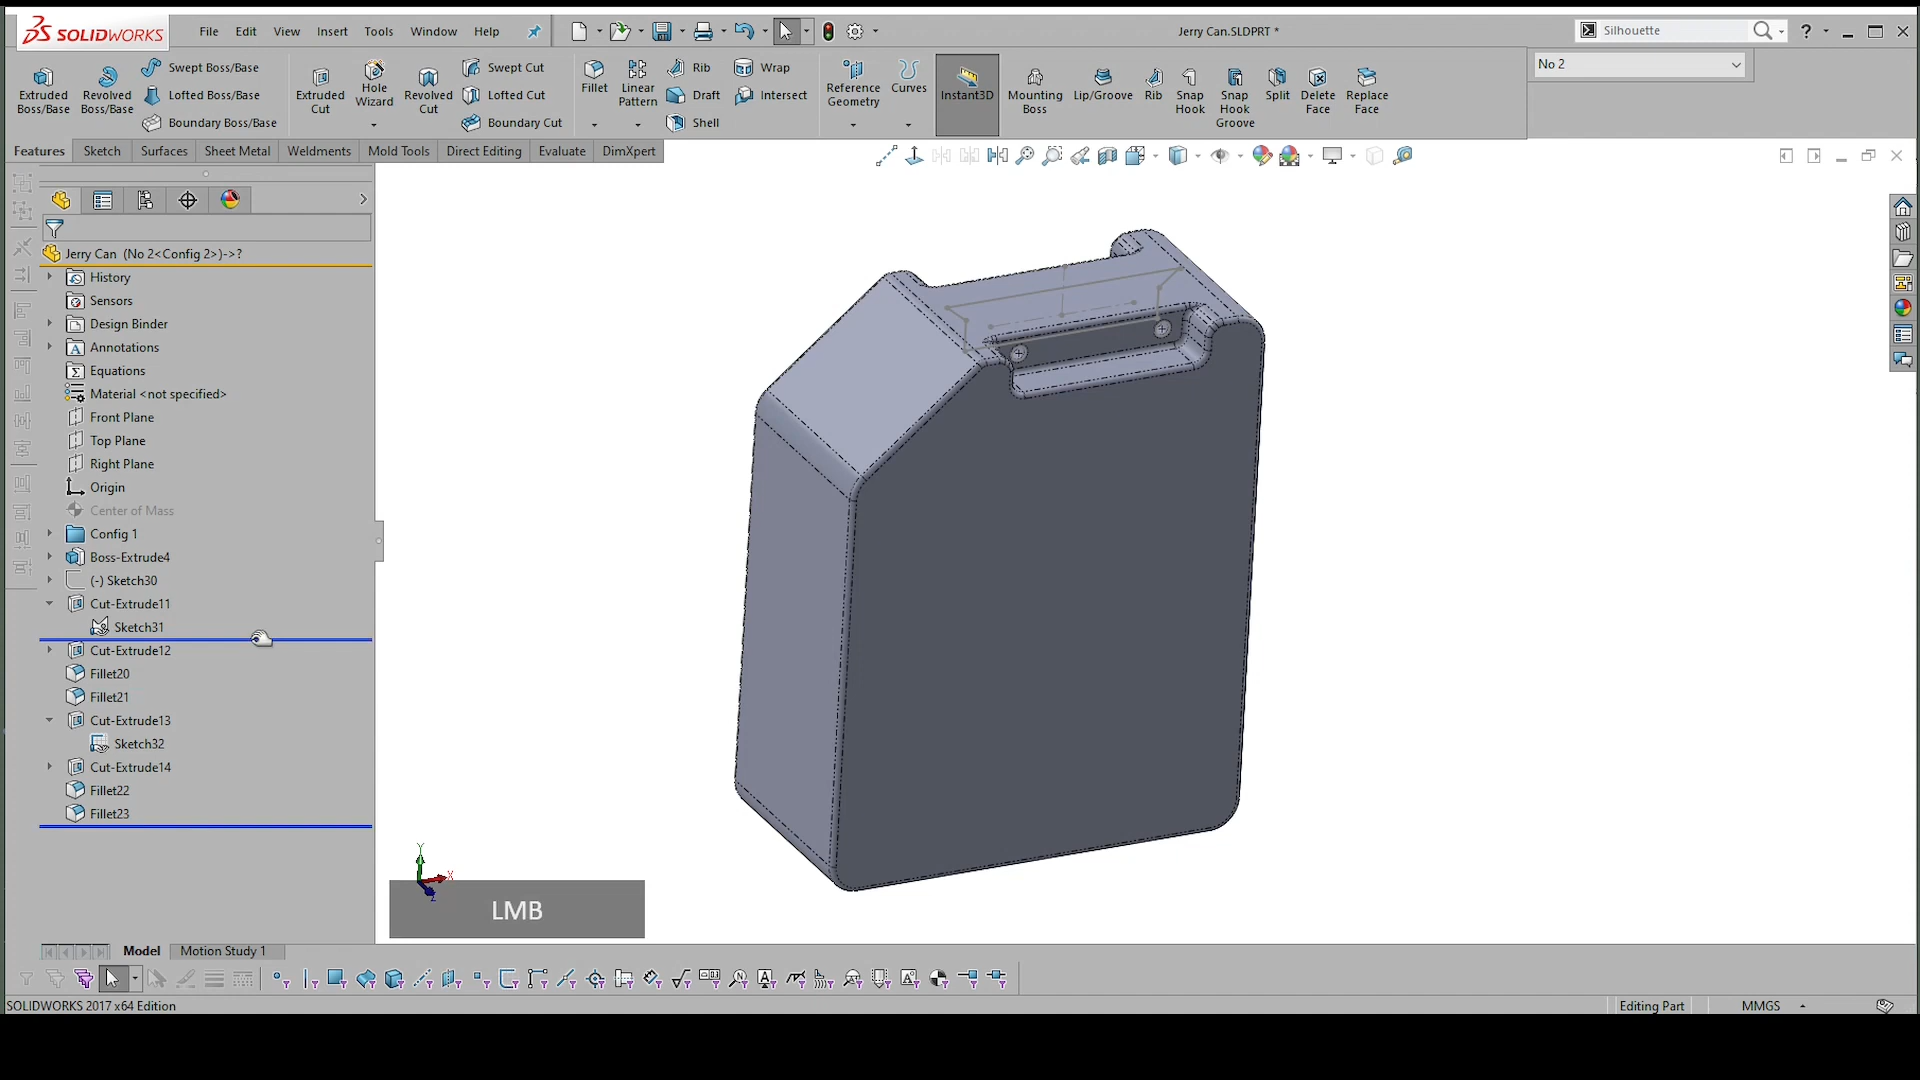 SOLIDWORKS File Edit View Insert Tools Window Help Jerry Can.SLDPRT * Silhouette ?
Extruded Boss/Base
Revolved Boss/Base
Swept Boss/Base
Lofted Boss/Base
Boundary Boss/Base
Extruded Cut
Hole Wizard
Revolved Cut
Swept Cut
Lofted Cut
Boundary Cut
Fillet
Linear Pattern
Rib
Draft
Shell
Wrap
Intersect
Reference Geometry
Curves
Instant3D
Mounting Boss
Lip/Groove
Rib
Snap Hook
Snap Hook Groove
Split
Delete Face
Replace Face
No 2
Features Sketch Surfaces Sheet Metal Weldments Mold Tools Direct Editing Evaluate DimXpert
Jerry Can (No 2<Config 2>)->?
History
Sensors
Design Binder
Annotations
Equations
Material <not specified>
Front Plane
Top Plane
Right Plane
Origin
Center of Mass
Config 1
Boss-Extrude4
(-) Sketch30
Cut-Extrude11
Sketch31
Cut-Extrude12
Fillet20
Fillet21
Cut-Extrude13
Sketch32
Cut-Extrude14
Fillet22
Fillet23
Y
X
Z
LMB
Model Motion Study 1
SOLIDWORKS 2017 x64 Edition Editing Part MMGS